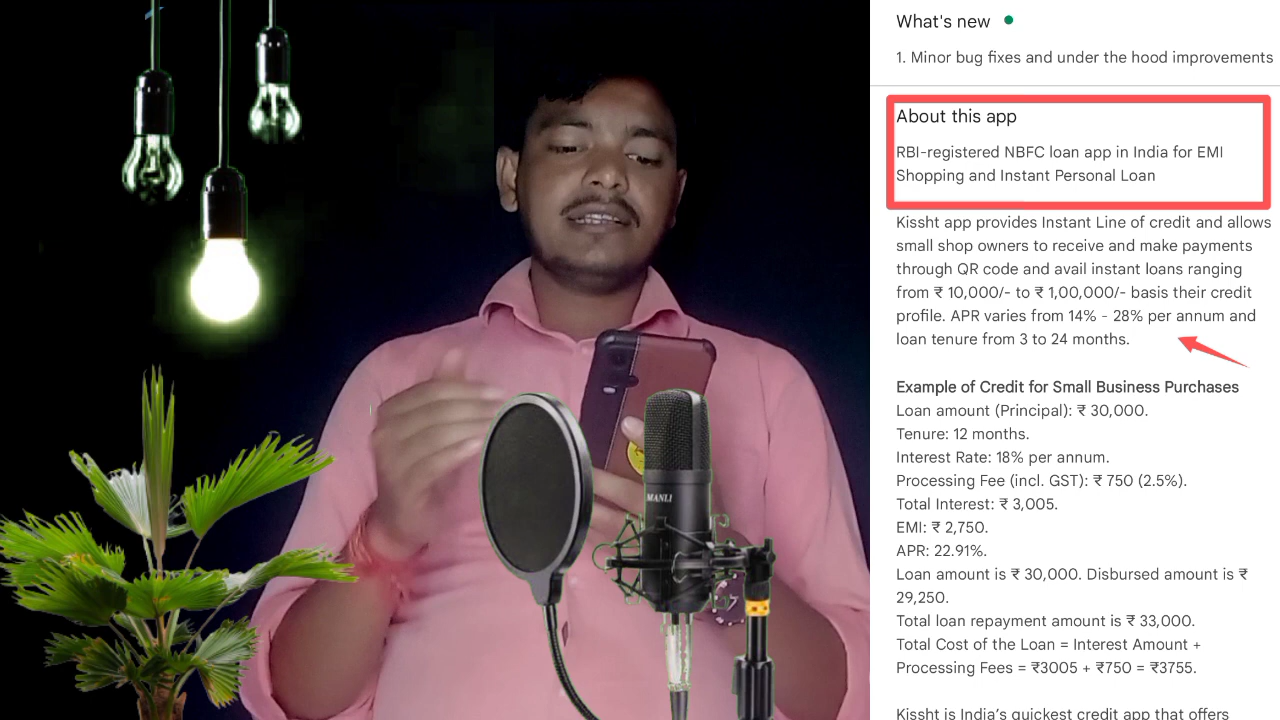 What's new
1. Minor bug fixes and under the hood improvements
About this app
RBI-registered NBFC loan app in India for EMI
Shopping and Instant Personal Loan
Kissht app provides Instant Line of credit and allows
small shop owners to receive and make payments
through QR code and avail instant loans ranging
from ₹ 10,000/- to ₹ 1,00,000/- basis their credit
profile. APR varies from 14% - 28% per annum and
loan tenure from 3 to 24 months.
Example of Credit for Small Business Purchases
Loan amount (Principal): ₹ 30,000.
Tenure: 12 months.
Interest Rate: 18% per annum.
Processing Fee (incl. GST): ₹ 750 (2.5%).
Total Interest: ₹ 3,005.
EMI: ₹ 2,750.
APR: 22.91%.
Loan amount is ₹ 30,000. Disbursed amount is ₹
29,250.
Total loan repayment amount is ₹ 33,000.
Total Cost of the Loan = Interest Amount +
Processing Fees = ₹3005 + ₹750 = ₹3755.
Kissht is India's quickest credit app that offers
MANLI